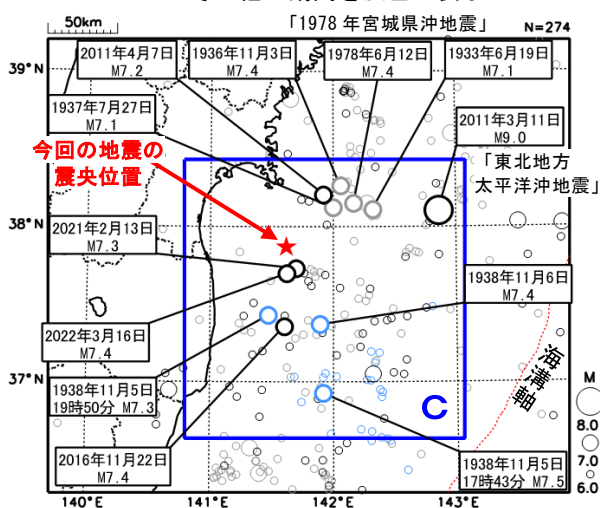 50km
「1978年宮城県沖地震」
N=274
39°N
2011年4月7日
M7.2
1936年11月3日
M7.4
1978年6月12日
M7.4
1933年6月19日
M7.1
1937年7月27日
M7.1
2011年3月11日
M9.0
今回の地震の
震央位置
「東北地方
太平洋沖地震」
38°N
2021年2月13日
M7.3
1938年11月6日
M7.4
2022年3月16日
M7.4
海溝軸
37°N
1938年11月5日
19時50分 M7.3
C
M
8.0
7.0
6.0
2016年11月22日
M7.4
1938年11月5日
17時43分 M7.5
140°E
141°E
142°E
143°E